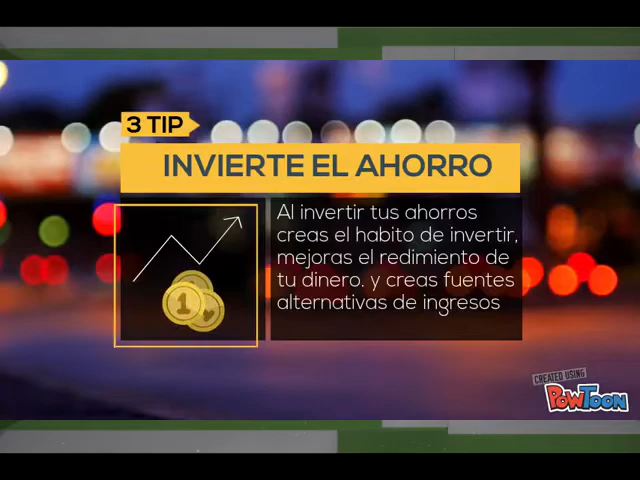 3 TIP
INVIERTE EL AHORRO
Al invertir tus ahorros
creas el habito de invertir,
mejoras el redimiento de
tu dinero. y creas fuentes
alternativas de ingresos
1
CREATED USING
POWTOON